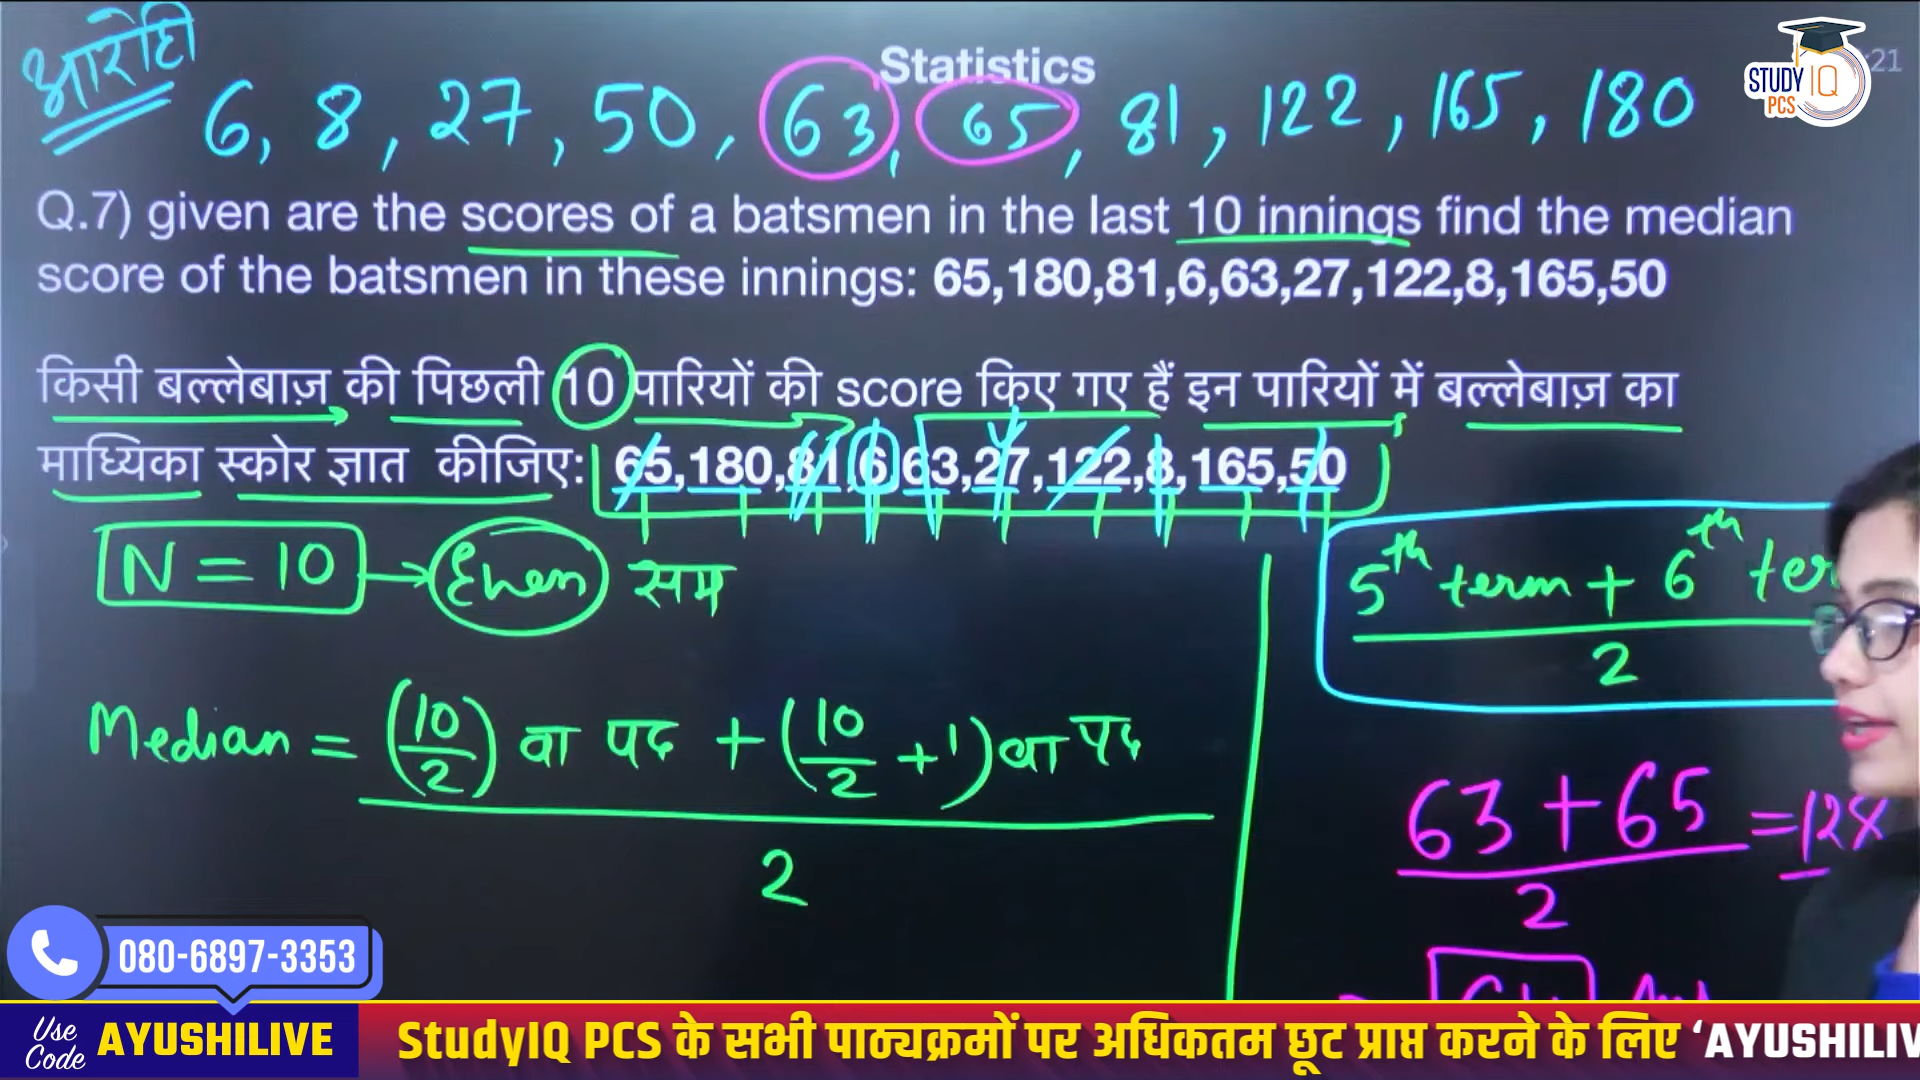 आरोही
Statistics
21
STUDY IQ
PCS
6, 8, 27, 50, 63, 65, 81, 122, 165, 180
Q.7) given are the scores of a batsmen in the last 10 innings find the median
score of the batsmen in these innings: 65,180,81,6,63,27,122,8,165,50
किसी बल्लेबाज़ की पिछली 10 पारियों की score किए गए हैं इन पारियों में बल्लेबाज़ का
माध्यिका स्कोर ज्ञात कीजिए: 65,180,81,6,63,27,122,8,165,50
N = 10 → Even सम
5th term + 6th
2
Median = (10/2) वा पद + (10/2 + 1) वा पद
2
63 + 65 = 128
2
64 Ans
080-6897-3353
Use
Code AYUSHILIVE
StudyIQ PCS के सभी पाठ्यक्रमों पर अधिकतम छूट प्राप्त करने के लिए ‘AYUSHILIV